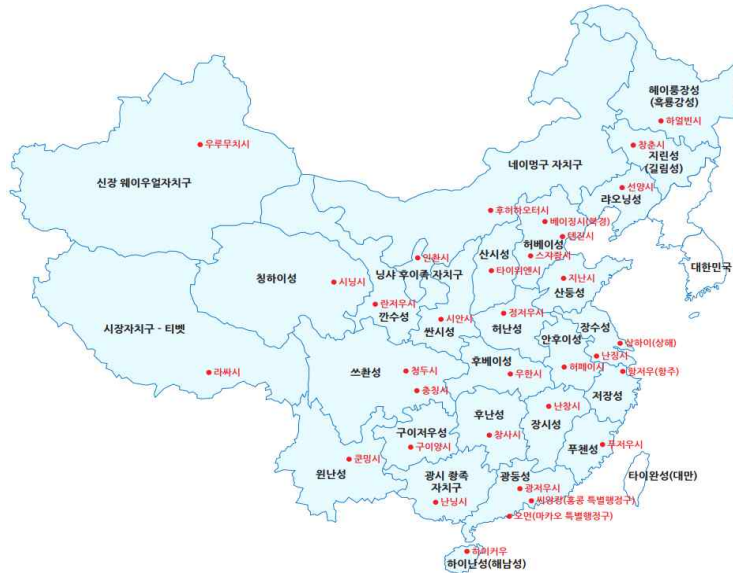 헤이룽장성
(흑룡강성)
하얼빈시
우루무치시
창춘시
지린성
(길림성)
네이멍구 자치구
신장 웨이우얼자치구
선양시
랴오닝성
후허하오터시
베이징시(북경)
톈진시
허베이성
산시성
스자좡시
인촨시
대한민국
칭하이성
닝샤 후이족 자치구
타이위엔시
시닝시
지난시
산둥성
란저우시
깐수성
정저우시
시장자치구 - 티벳
시안시
싼시성
허난성
장수성
안후이성
상하이(상해)
난징시
후베이성
쓰촨성
청두시
우한시
허페이시
항저우(항주)
라싸시
충칭시
저장성
난창시
후난성
장시성
구이저우성
창사시
푸젠성
푸저우시
구이양시
쿤밍시
윈난성
광시 좡족
자치구
광둥성
타이완성(대만)
광저우시
난닝시
씨앙강(홍콩 특별행정구)
오먼(마카오 특별행정구)
하이커우
하이난성(해남성)